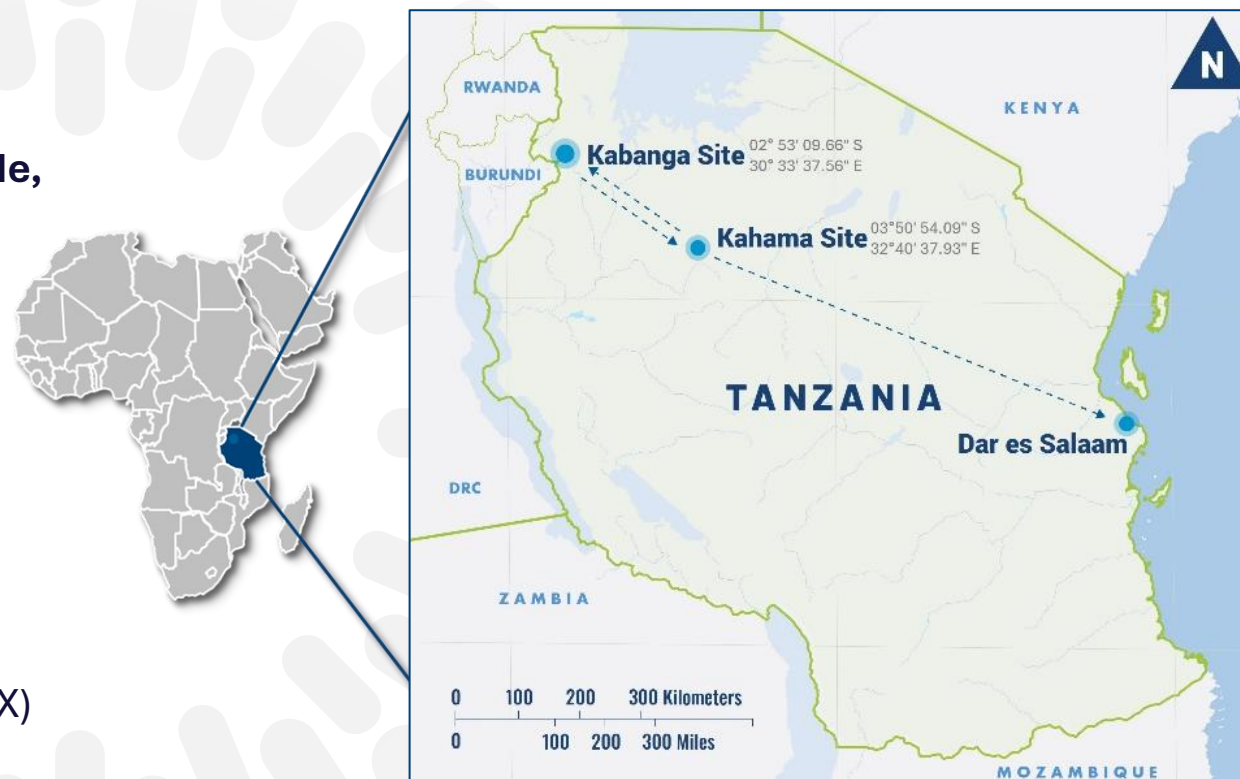 le,
X)
N
RWANDA
KENYA
Kabanga Site
02° 53' 09.66" S
30° 33' 37.56" E
BURUNDI
Kahama Site
03°50' 54.09" S
32°40' 37.93" E
TANZANIA
Dar es Salaam
DRC
ZAMBIA
0 100 200 300 Kilometers
0 100 200 300 Miles
MOZAMBIQUE